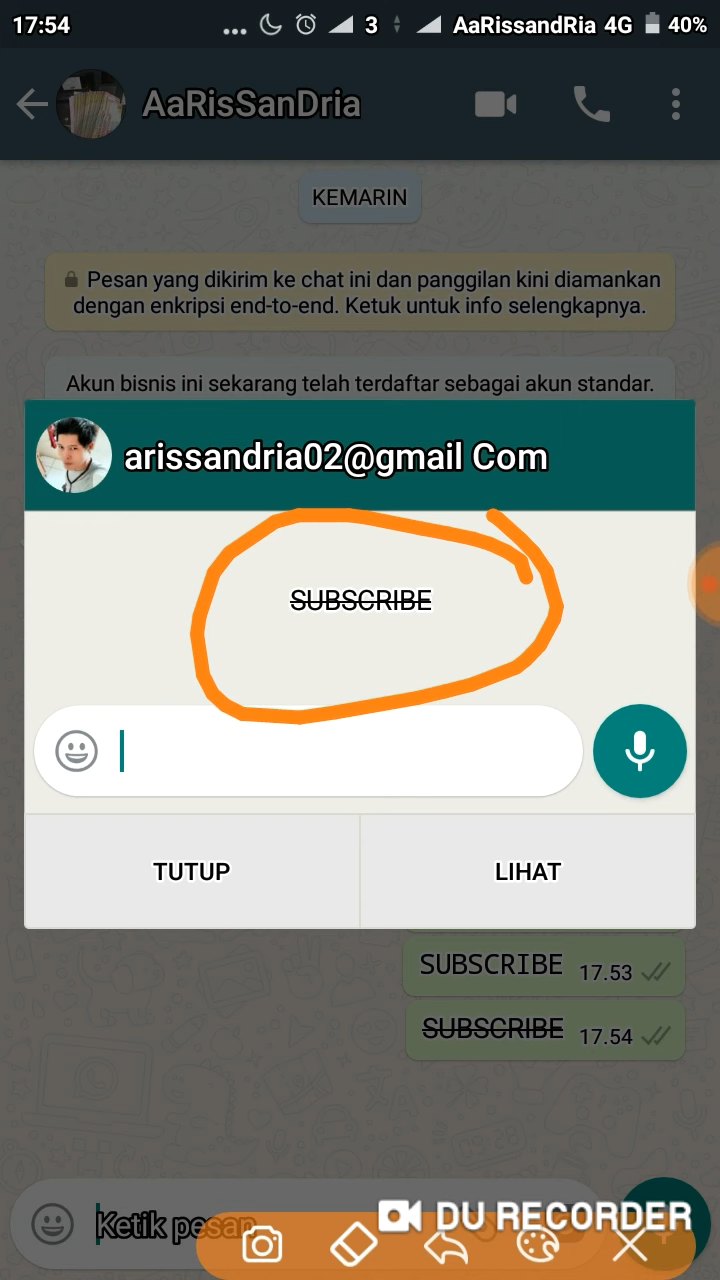 17:54 ... 3 AaRissandRia 4G 40%
AaRisSanDria
KEMARIN
Pesan yang dikirim ke chat ini dan panggilan kini diamankan
dengan enkripsi end-to-end. Ketuk untuk info selengkapnya.
Akun bisnis ini sekarang telah terdaftar sebagai akun standar.
arissandria02@gmail Com
SUBSCRIBE
TUTUP LIHAT
SUBSCRIBE 17.53
SUBSCRIBE 17.54
DU RECORDER
Ketik pesan